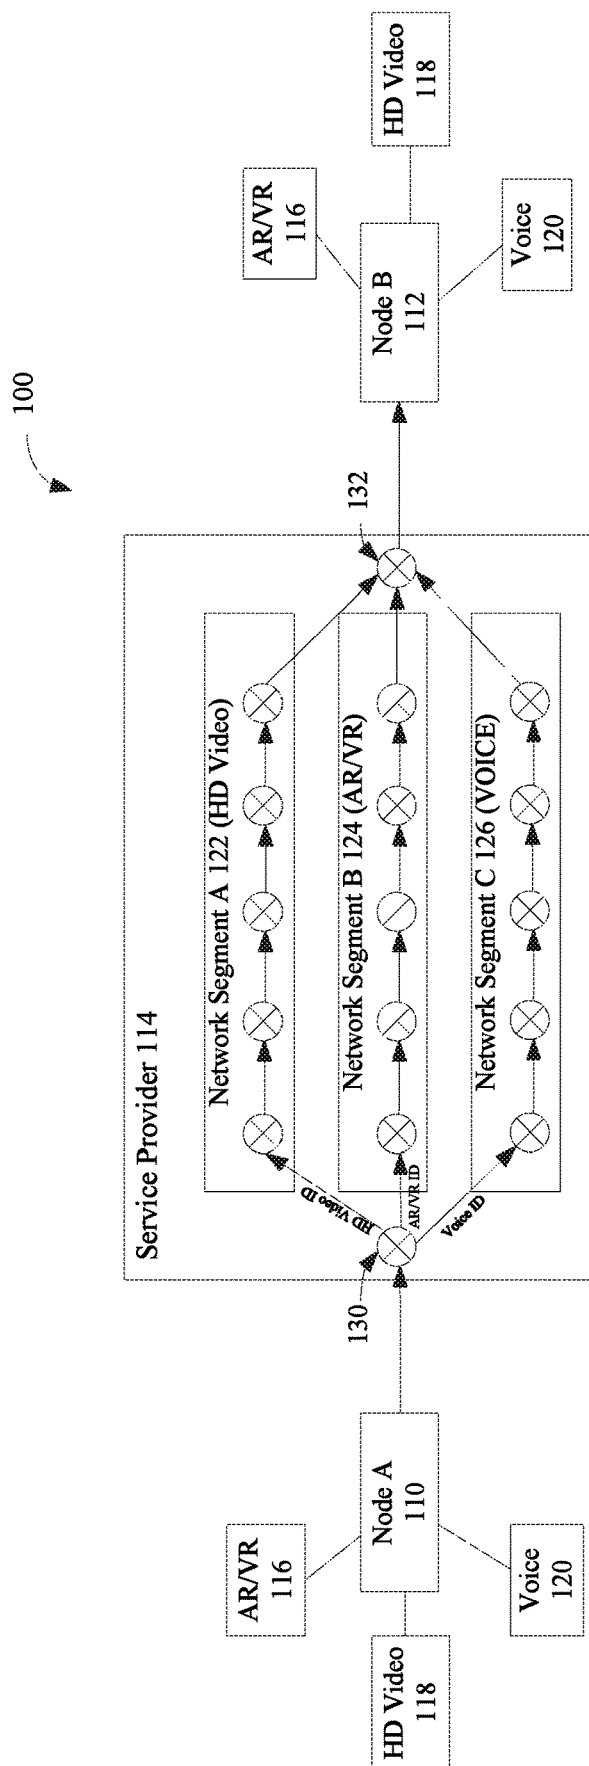 100
Service Provider 114
Network Segment A 122 (HD Video)
Network Segment B 124 (AR/VR)
Network Segment C 126 (VOICE)
HD Video ID
AR/VR ID
Voice ID
130
132
AR/VR
116
HD Video
118
Node A
110
Voice
120
AR/VR
116
Node B
112
HD Video
118
Voice
120